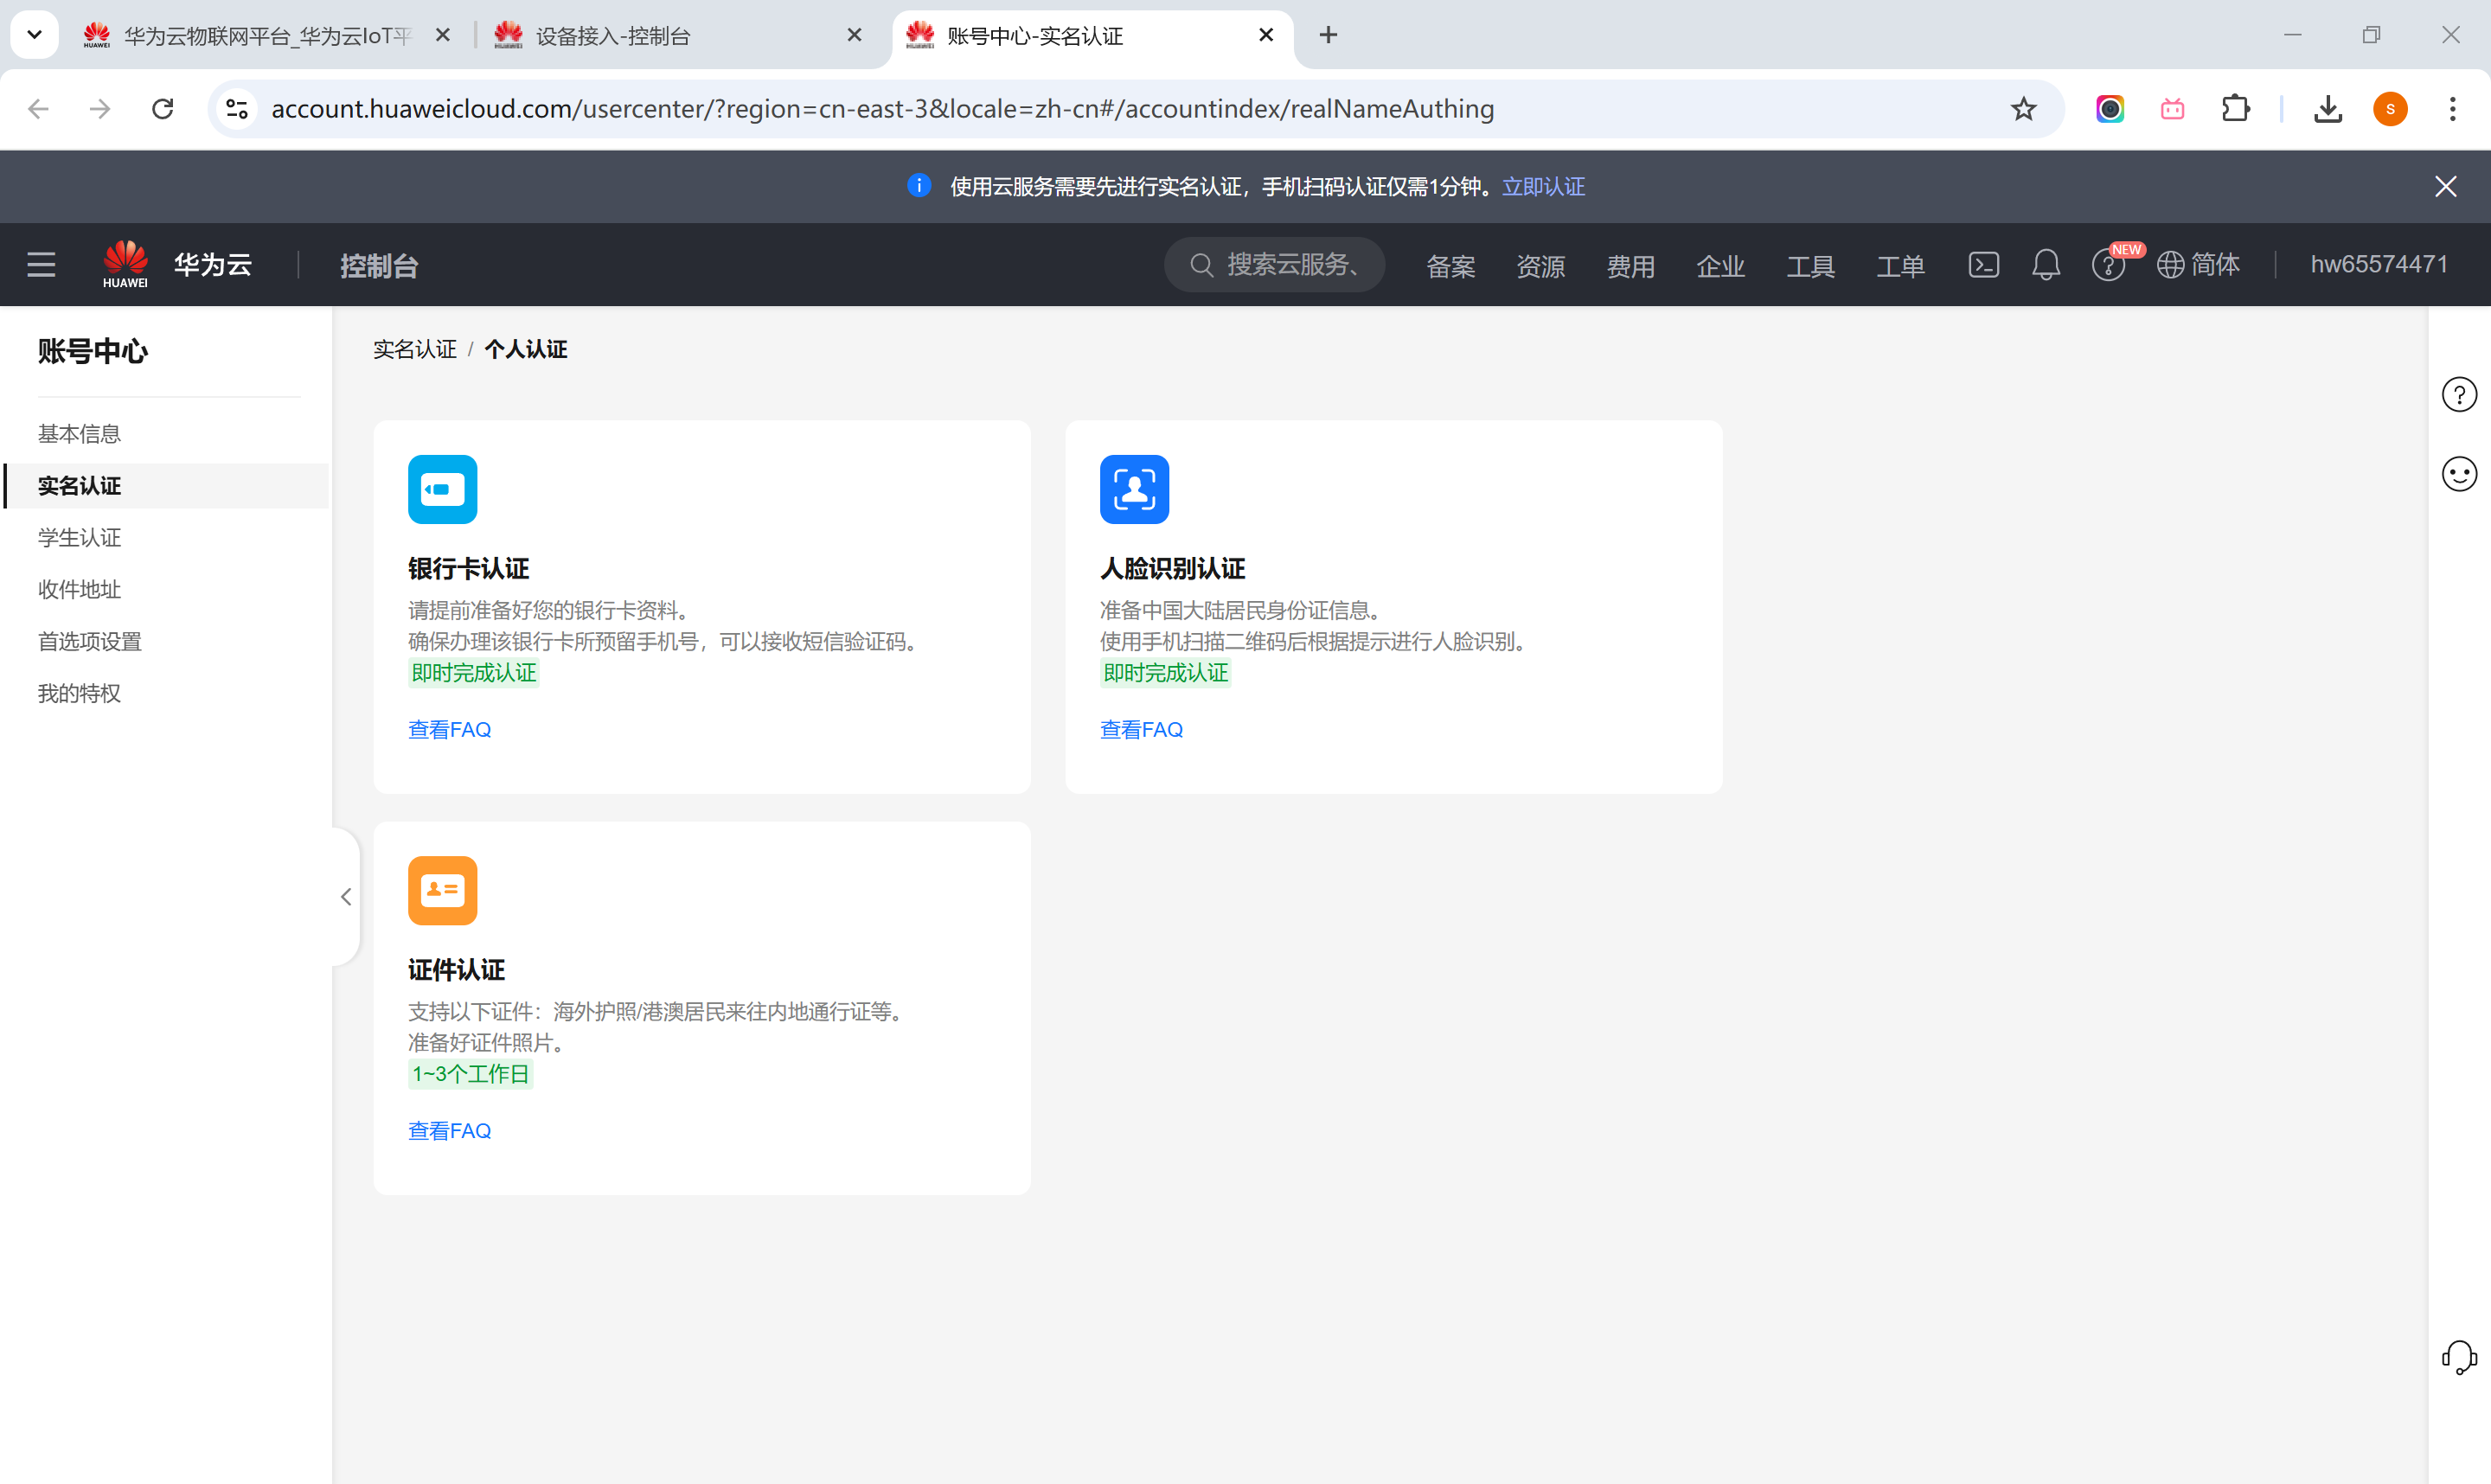 华为云物联网平台_华为云IoT平
设备接入-控制台
账号中心-实名认证
account.huaweicloud.com/usercenter/?region=cn-east-3&locale=zh-cn#/accountindex/realNameAuthing
S
使用云服务需要先进行实名认证，手机扫码认证仅需1分钟。立即认证
HUAWEI
华为云
控制台
搜索云服务、
备案
资源
费用
企业
工具
工单
NEW
简体
hw65574471
账号中心
基本信息
实名认证
学生认证
收件地址
首选项设置
我的特权
实名认证 / 个人认证
银行卡认证
请提前准备好您的银行卡资料。
确保办理该银行卡所预留手机号，可以接收短信验证码。
即时完成认证
查看FAQ
人脸识别认证
准备中国大陆居民身份证信息。
使用手机扫描二维码后根据提示进行人脸识别。
即时完成认证
查看FAQ
证件认证
支持以下证件：海外护照/港澳居民来往内地通行证等。
准备好证件照片。
1~3个工作日
查看FAQ